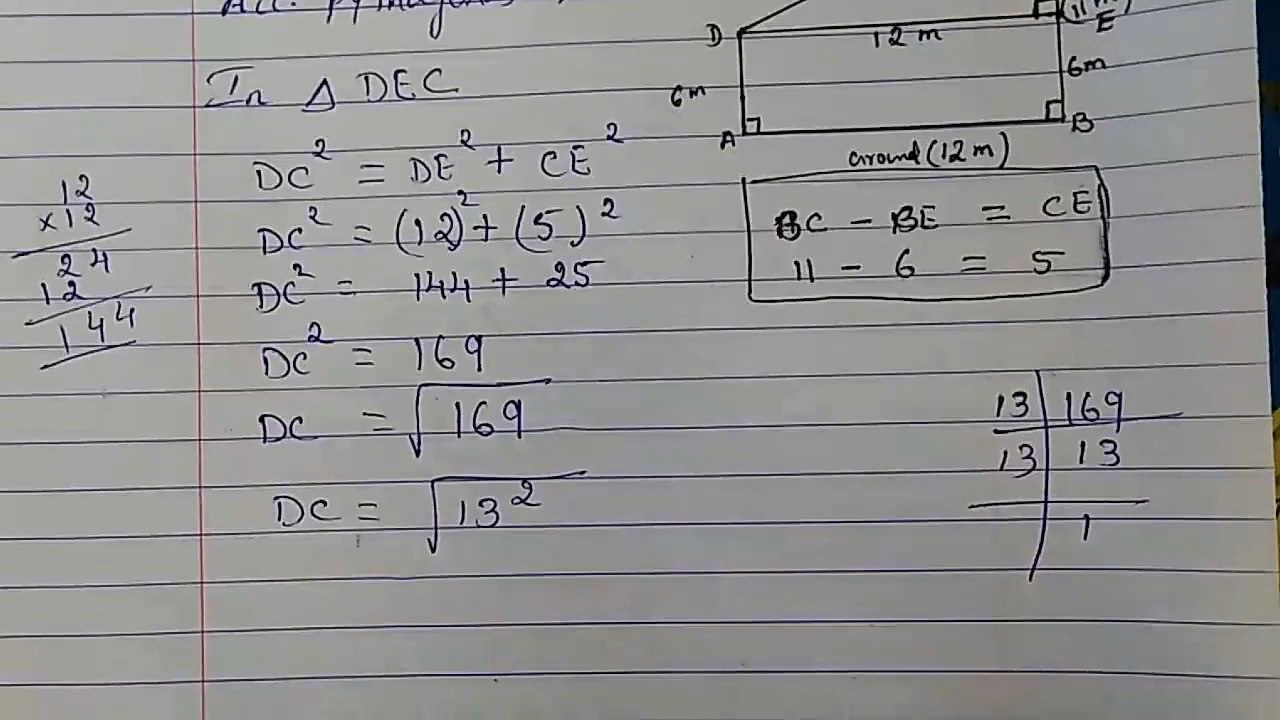 In Δ DEC
DC² = DE² + CE²
DC² = (12)² + (5)²
DC² = 144 + 25
DC² = 169
DC = √169
DC = √13²
12
×12
24
12
144
D
12 m
E
6m
6m
A
B
ground (12 m)
BC - BE = CE
11 - 6 = 5
13 | 169
13 | 13
1